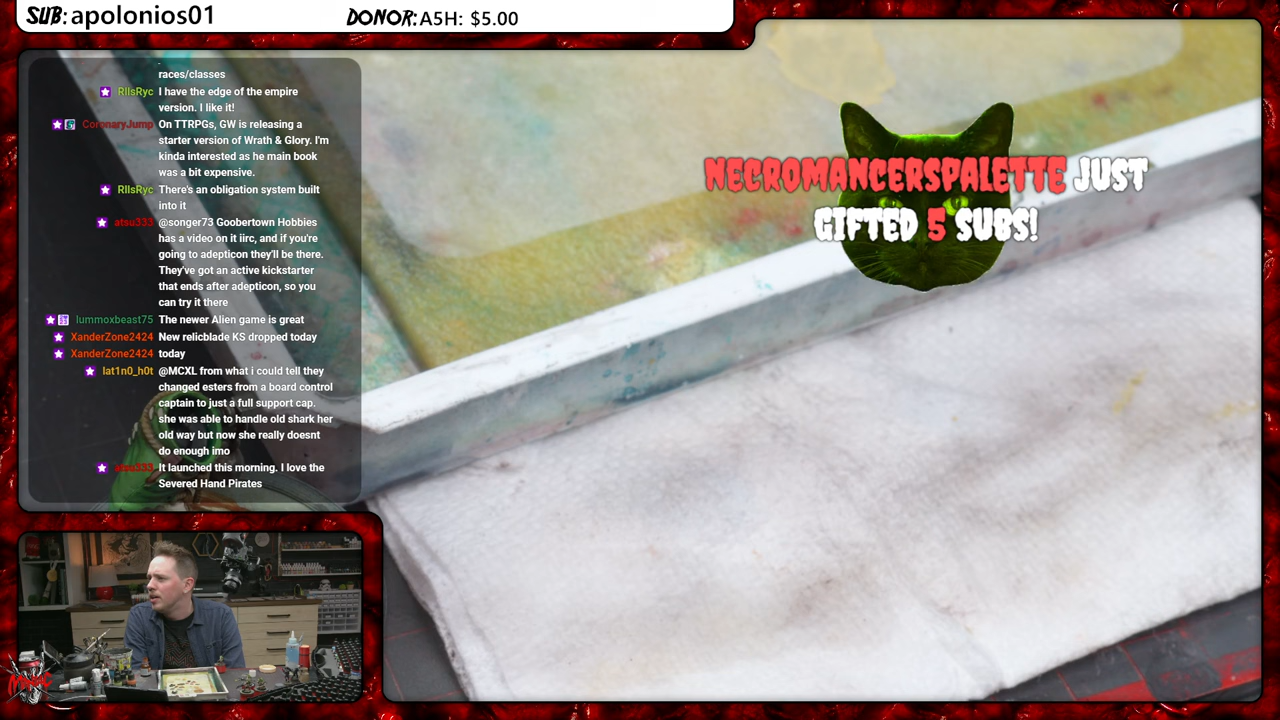 SUB: apolonios01
DONOR: A5H: $5.00
races/classes
RIIsRyc I have the edge of the empire
version. I like it!
CoronaryJump On TTRPGs, GW is releasing a
starter version of Wrath & Glory. I'm
kinda interested as he main book
was a bit expensive.
RIIsRyc There's an obligation system built
into it
atsu333 @songer73 Goobertown Hobbies
has a video on it iirc, and if you're
going to adepticon they'll be there.
They've got an active kickstarter
that ends after adepticon, so you
can try it there
lummoxbeast75 The newer Alien game is great
XanderZone2424 New relicblade KS dropped today
XanderZone2424 today
lat1n0_h0t @MCXL from what i could tell they
changed esters from a board control
captain to just a full support cap.
she was able to handle old shark her
old way but now she really doesnt
do enough imo
atsu333 It launched this morning. I love the
Severed Hand Pirates
NECROMANCERSPALETTE JUST
GIFTED 5 SUBS!